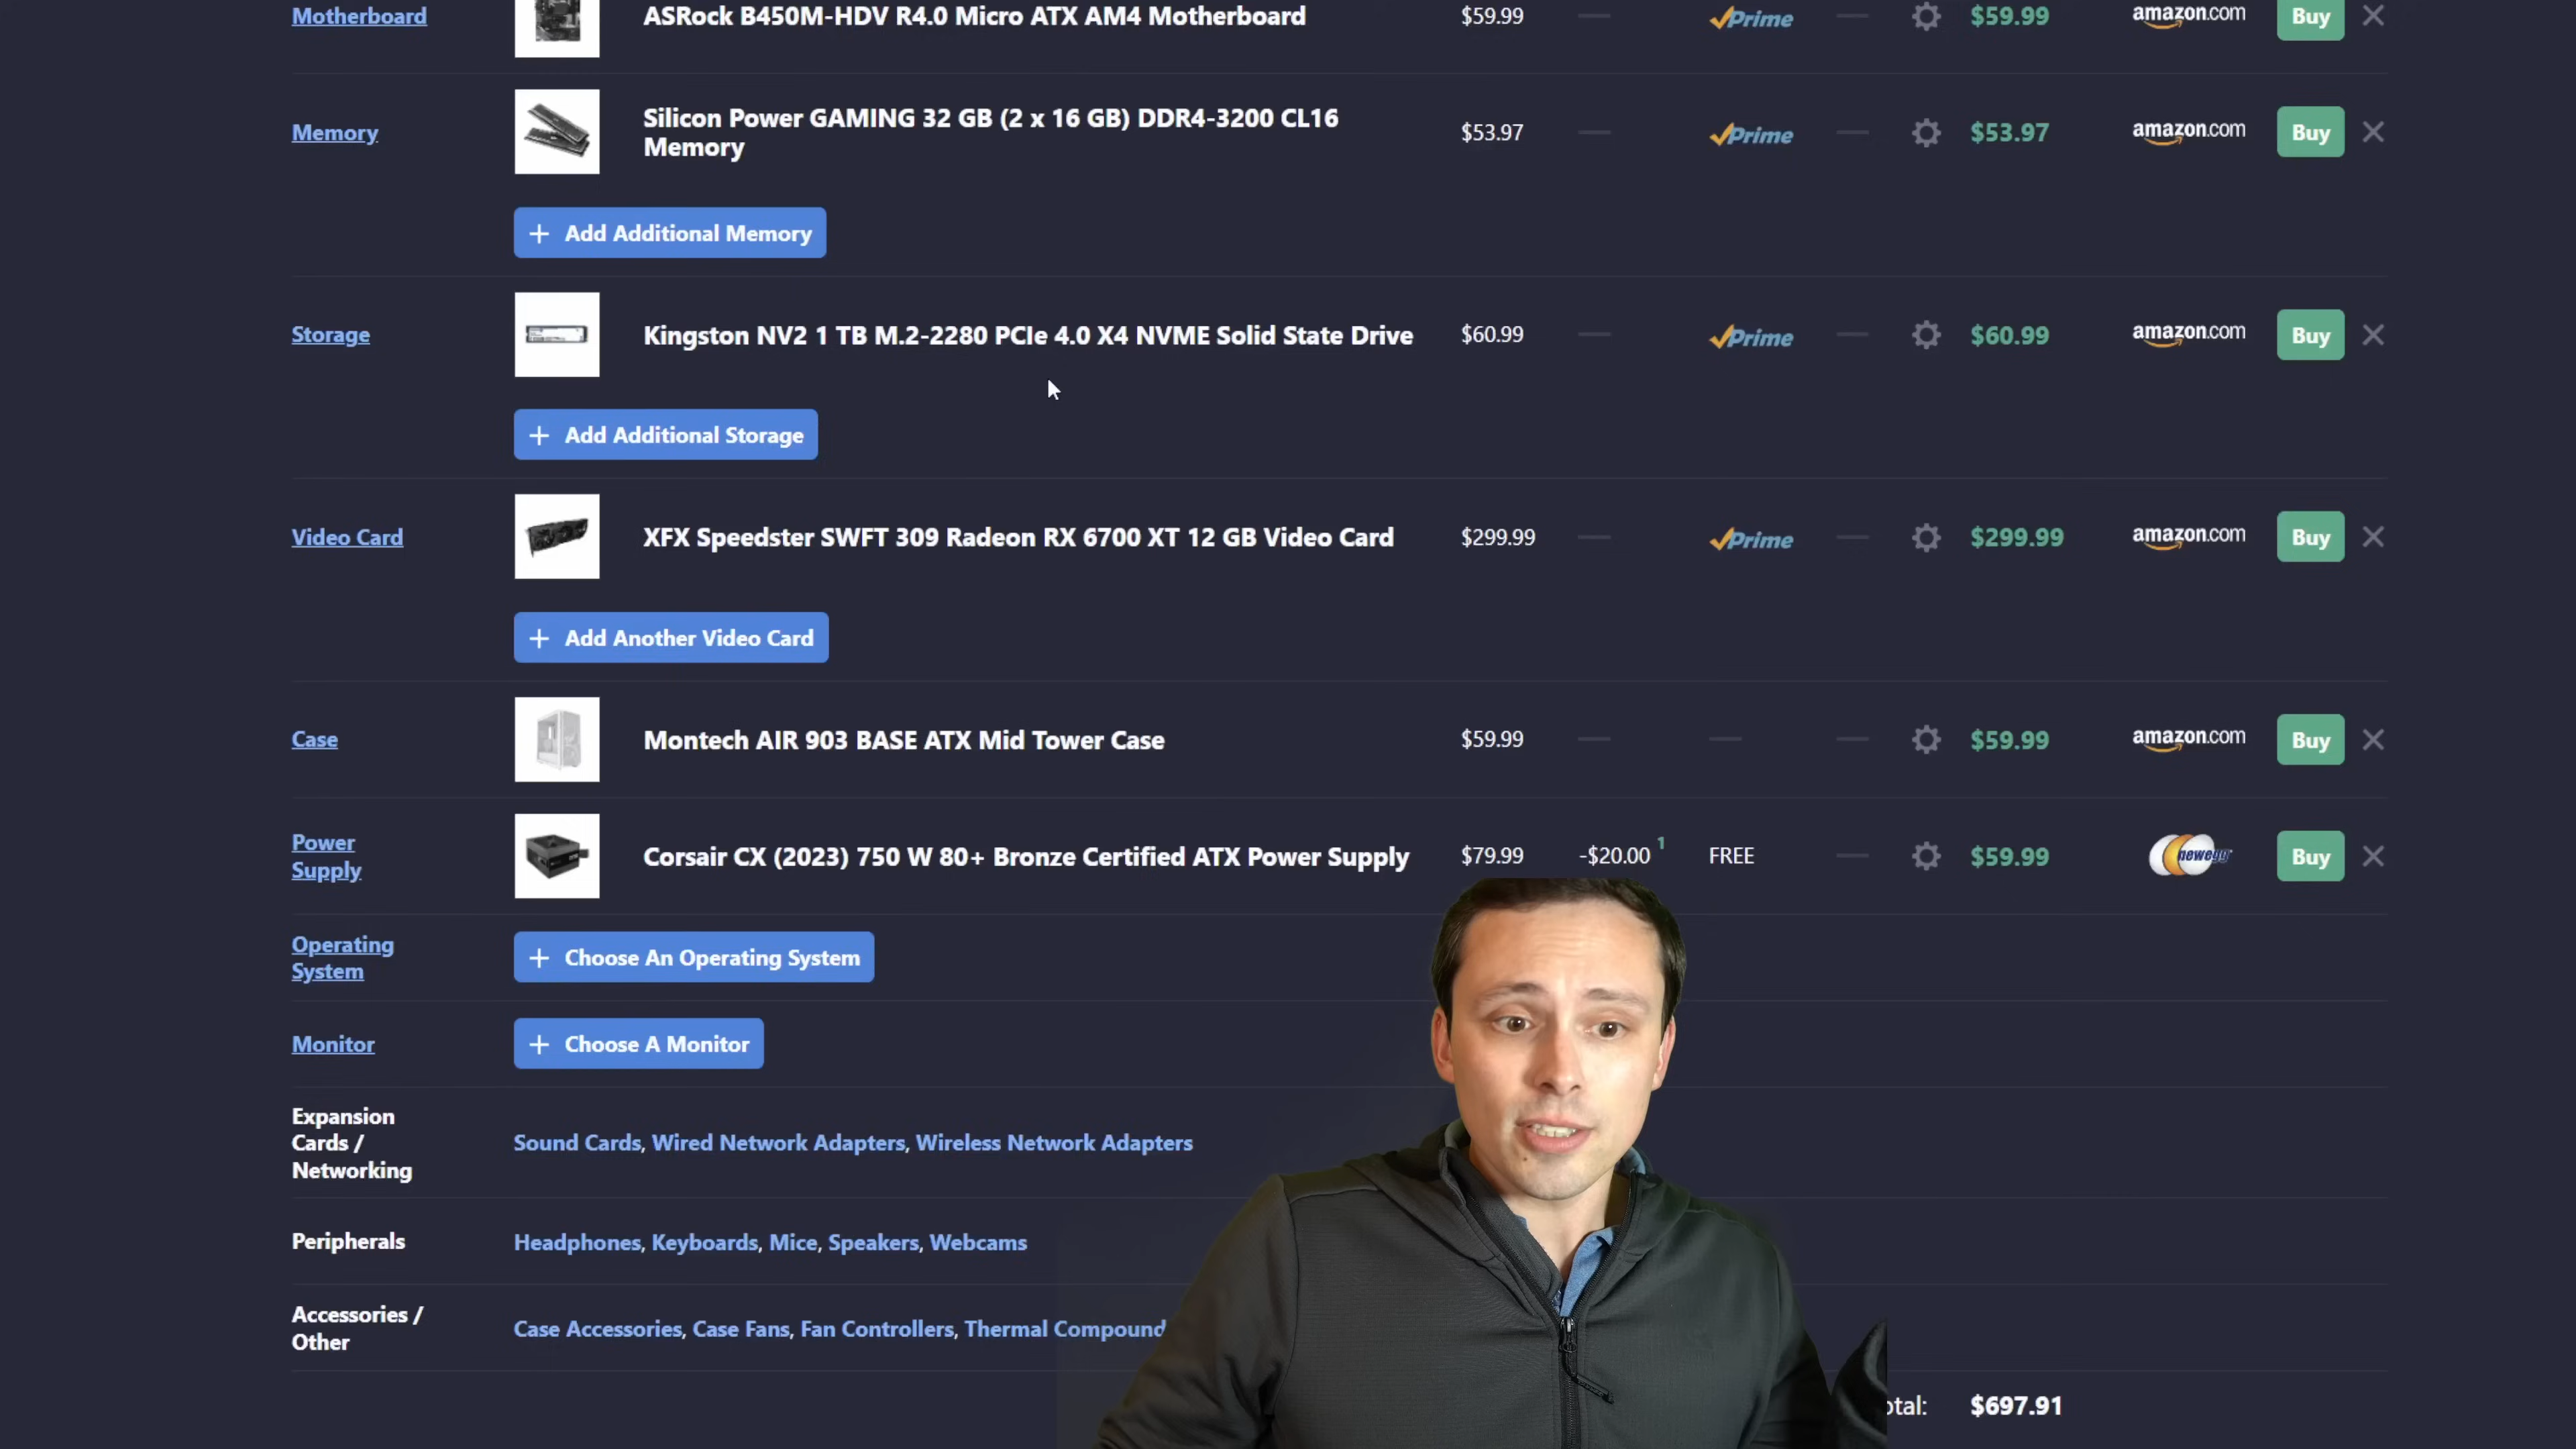 Motherboard ASRock B450M-HDV R4.0 Micro ATX AM4 Motherboard $59.99 — Prime — $59.99 amazon.com Buy
Memory Silicon Power GAMING 32 GB (2 x 16 GB) DDR4-3200 CL16 $53.97 — Prime — $53.97 amazon.com Buy
Memory
+ Add Additional Memory
Storage Kingston NV2 1 TB M.2-2280 PCIe 4.0 X4 NVME Solid State Drive $60.99 — Prime — $60.99 amazon.com Buy
+ Add Additional Storage
Video Card XFX Speedster SWFT 309 Radeon RX 6700 XT 12 GB Video Card $299.99 — Prime — $299.99 amazon.com Buy
+ Add Another Video Card
Case Montech AIR 903 BASE ATX Mid Tower Case $59.99 — — — $59.99 amazon.com Buy
Power
Supply Corsair CX (2023) 750 W 80+ Bronze Certified ATX Power Supply $79.99 -$20.00 1 FREE — $59.99 newegg Buy
Operating
System + Choose An Operating System
Monitor + Choose A Monitor
Expansion
Cards / Sound Cards, Wired Network Adapters, Wireless Network Adapters
Networking
Peripherals Headphones, Keyboards, Mice, Speakers, Webcams
Accessories / Case Accessories, Case Fans, Fan Controllers, Thermal Compound
Other
otal: $697.91